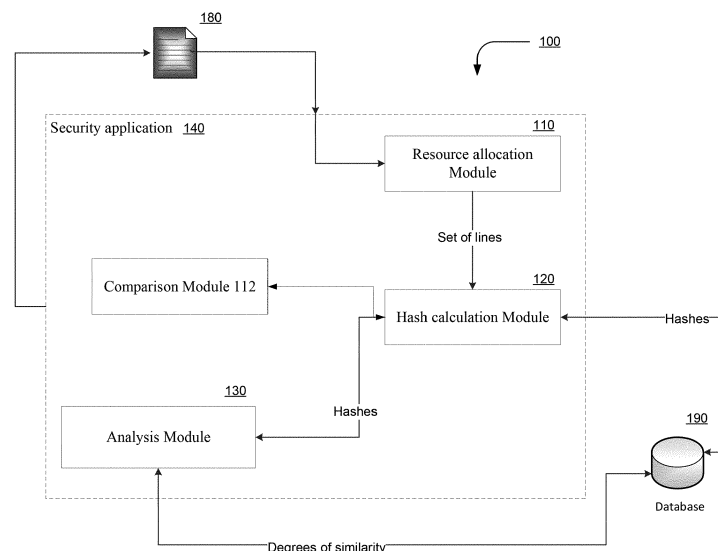 180
100
Security application 140
110
Resource allocation
Module
Set of lines
120
Comparison Module 112
Hash calculation Module
Hashes
130
Hashes
Analysis Module
190
Database
Degrees of similarity